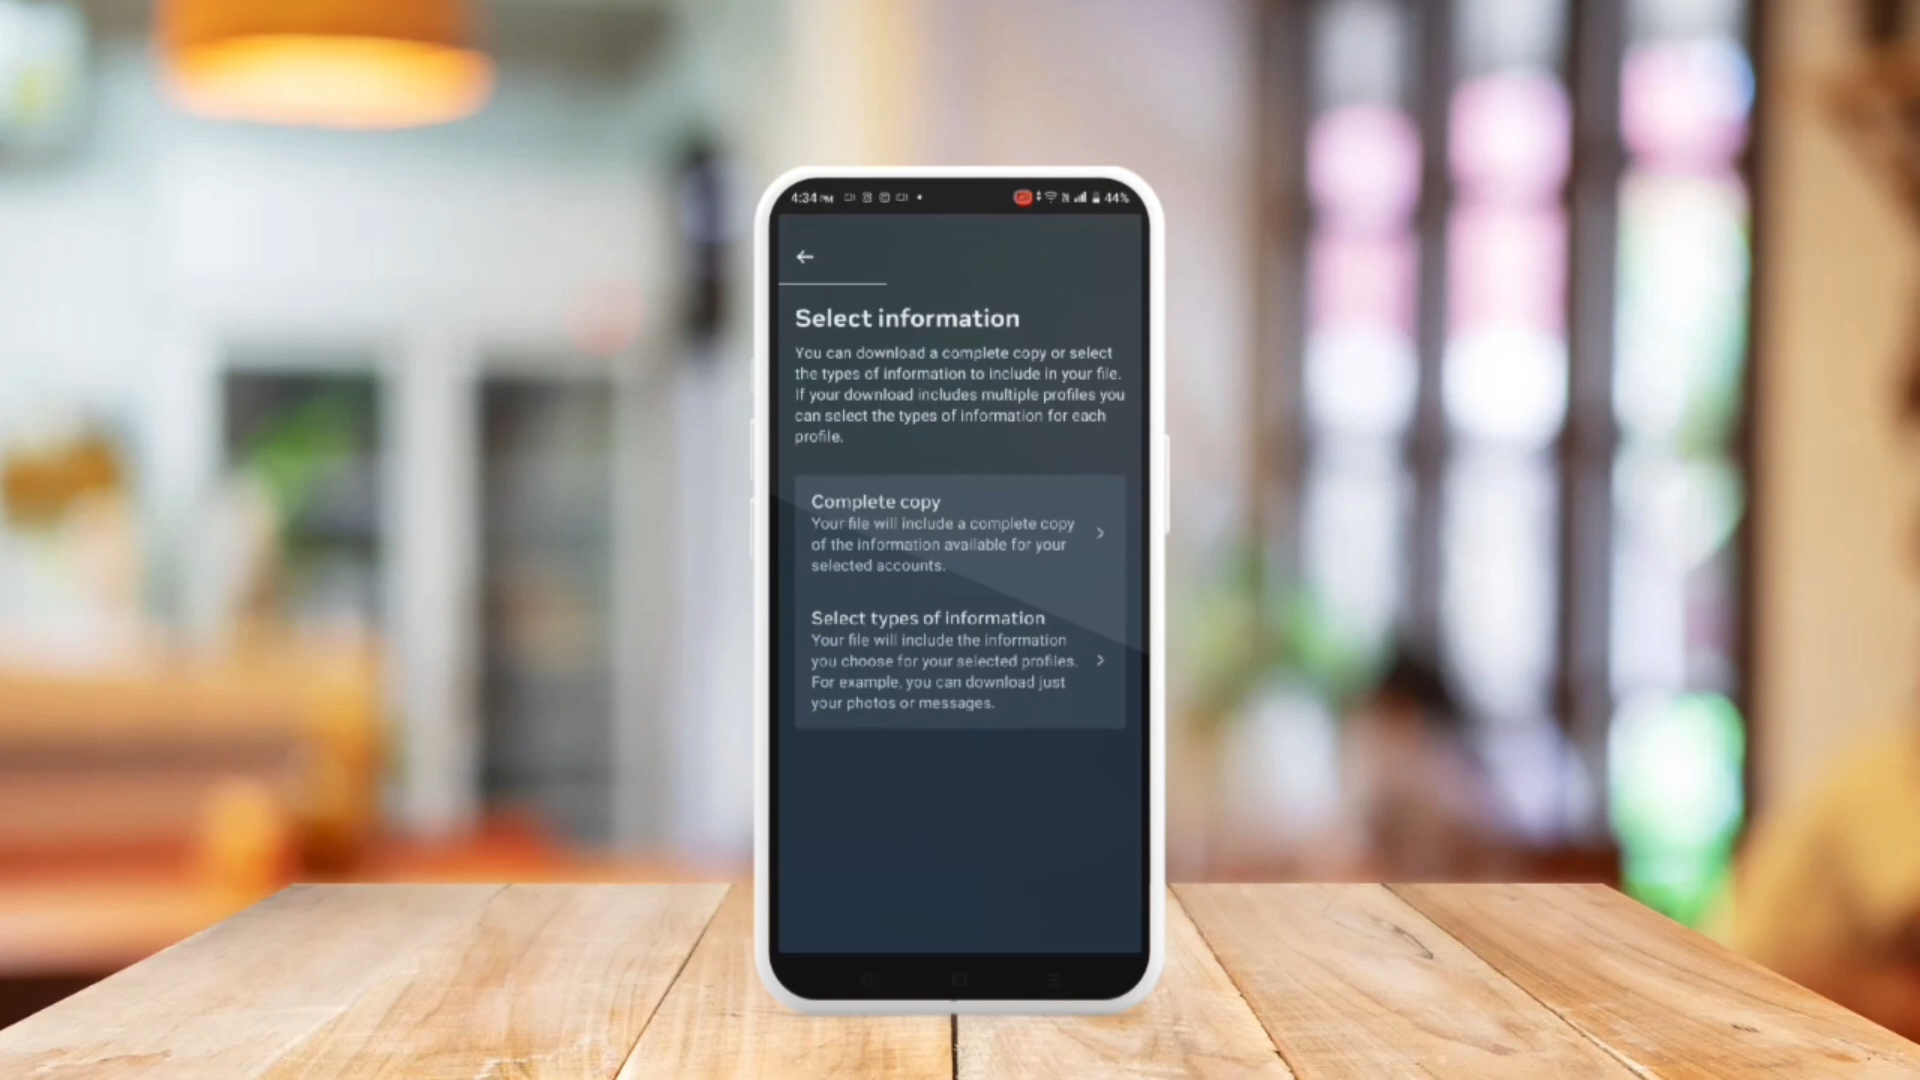 4:34 PM 44%
Select information
You can download a complete copy or select
the types of information to include in your file.
If your download includes multiple profiles you
can select the types of information for each
profile.
Complete copy
Your file will include a complete copy
of the information available for your
selected accounts.
Select types of information
Your file will include the information
you choose for your selected profiles.
For example, you can download just
your photos or messages.